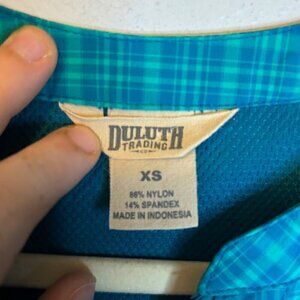 DULUTH
TRADING
CO
XS
86% NYLON
14% SPANDEX
MADE IN INDONESIA